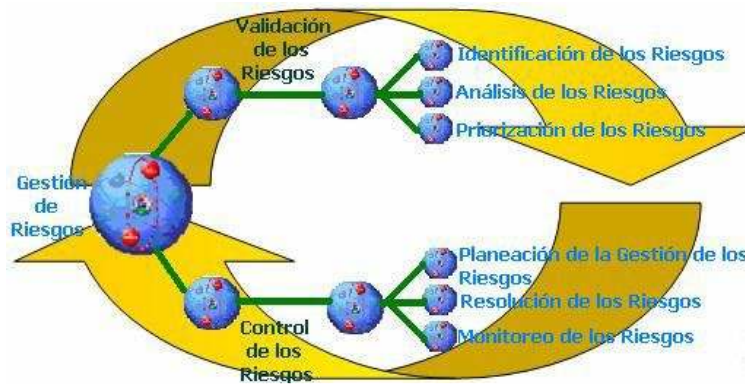 Validación
de los
Riesgos
Identificación de los Riesgos
Análisis de los Riesgos
Priorización de los Riesgos
Gestión
de
Riesgos
Planeación de la Gestión de los
Riesgos
Resolución de los Riesgos
Monitoreo de los Riesgos
Control
de los
Riesgos